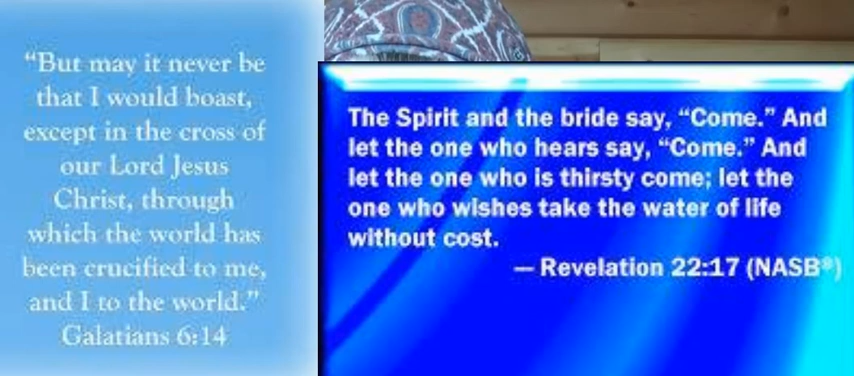 “But may it never be
that I would boast,
except in the cross of
our Lord Jesus
Christ, through
which the world has
been crucified to me,
and I to the world.”
Galatians 6:14
The Spirit and the bride say, “Come.” And
let the one who hears say, “Come.” And
let the one who is thirsty come; let the
one who wishes take the water of life
without cost.
— Revelation 22:17 (NASB®)